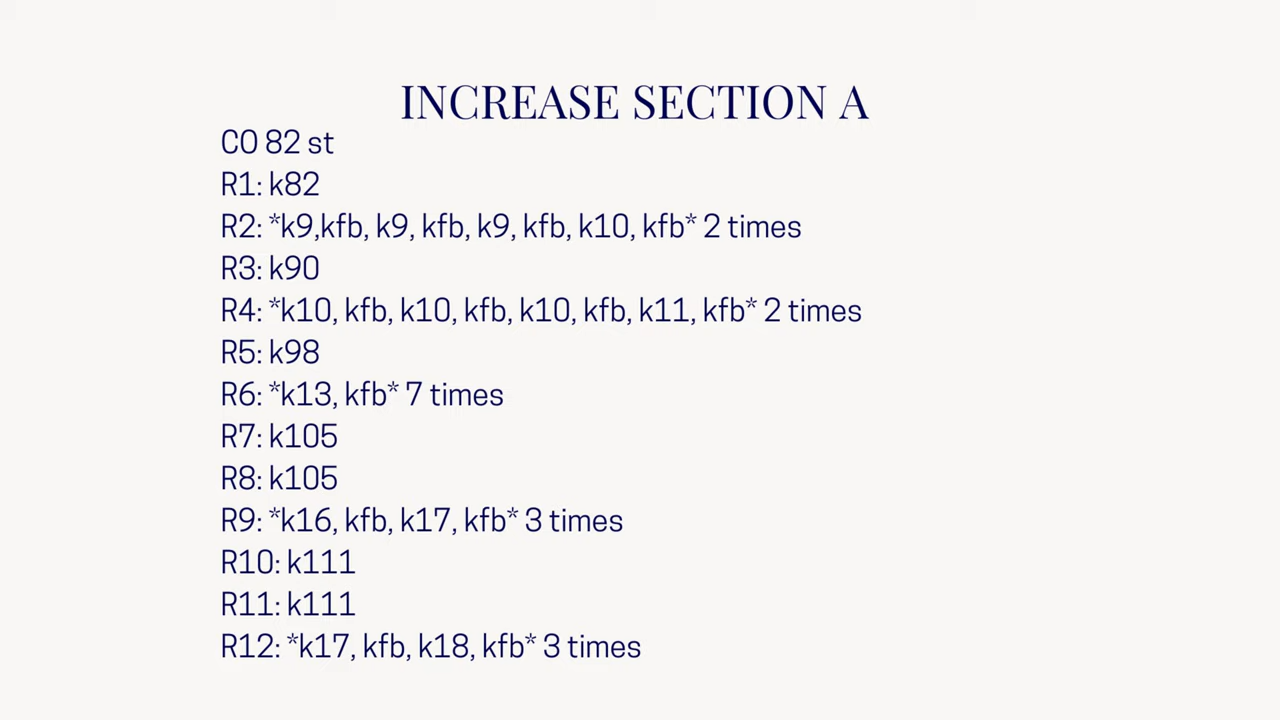 INCREASE SECTION A
CO 82 st
R1: k82
R2: *k9,kfb, k9, kfb, k9, kfb, k10, kfb* 2 times
R3: k90
R4: *k10, kfb, k10, kfb, k10, kfb, k11, kfb* 2 times
R5: k98
R6: *k13, kfb* 7 times
R7: k105
R8: k105
R9: *k16, kfb, k17, kfb* 3 times
R10: k111
R11: k111
R12: *k17, kfb, k18, kfb* 3 times